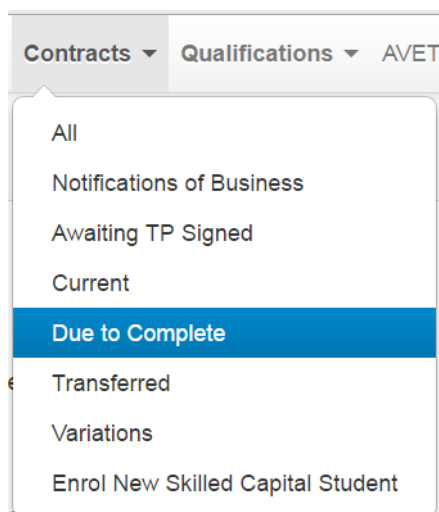 Contracts Qualifications AVET
All
Notifications of Business
Awaiting TP Signed
Current
Due to Complete
Transferred
Variations
Enrol New Skilled Capital Student